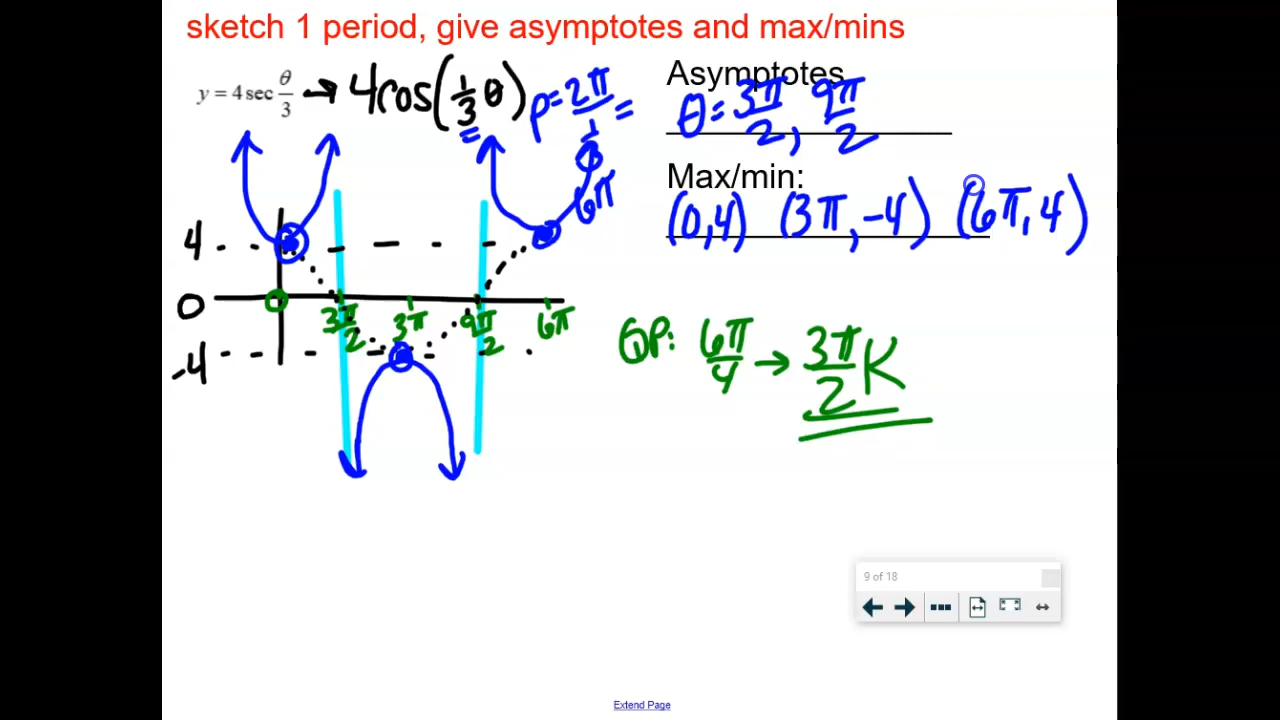 sketch 1 period, give asymptotes and max/mins
y = 4 sec θ/3 → 4cos(1/3 θ) P = 2π/(1/3) =
6π
Asymptotes
θ = 3π/2, 9π/2
Max/min:
(0,4) (3π,-4) (6π,4)
4
0
3π/2 3π 9π/2 6π
-4
QP: 6π/4 → 3π/2 K
9 of 18
Extend Page